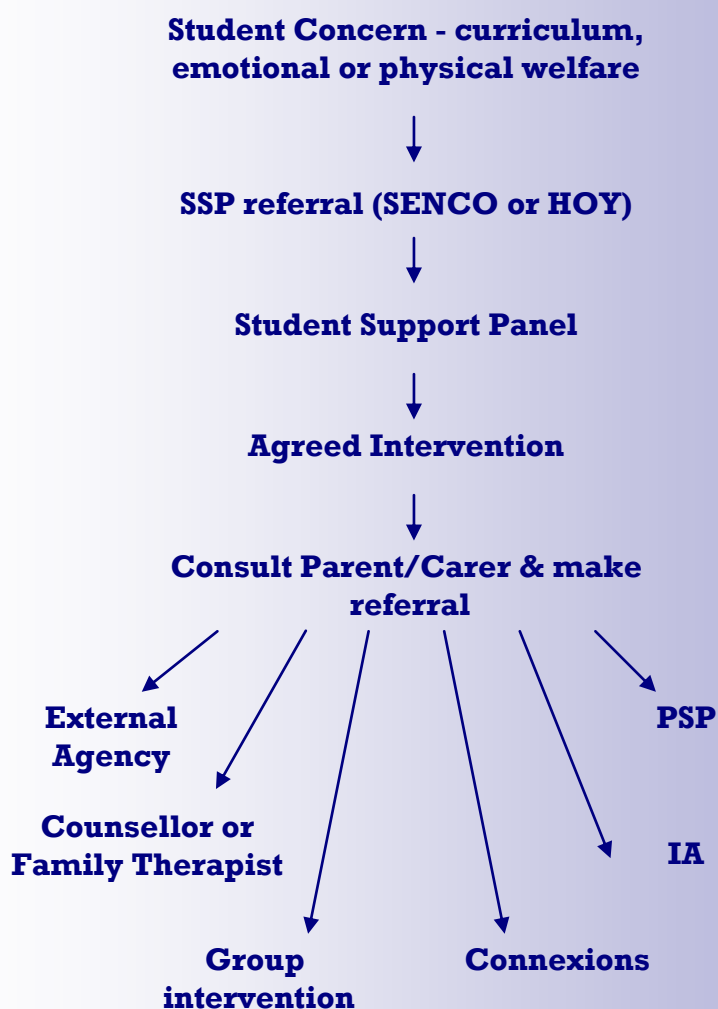 Student Concern - curriculum,
emotional or physical welfare
SSP referral (SENCO or HOY)
Student Support Panel
Agreed Intervention
Consult Parent/Carer & make
referral
External
Agency
PSP
Counsellor or
Family Therapist
IA
Group
intervention
Connexions